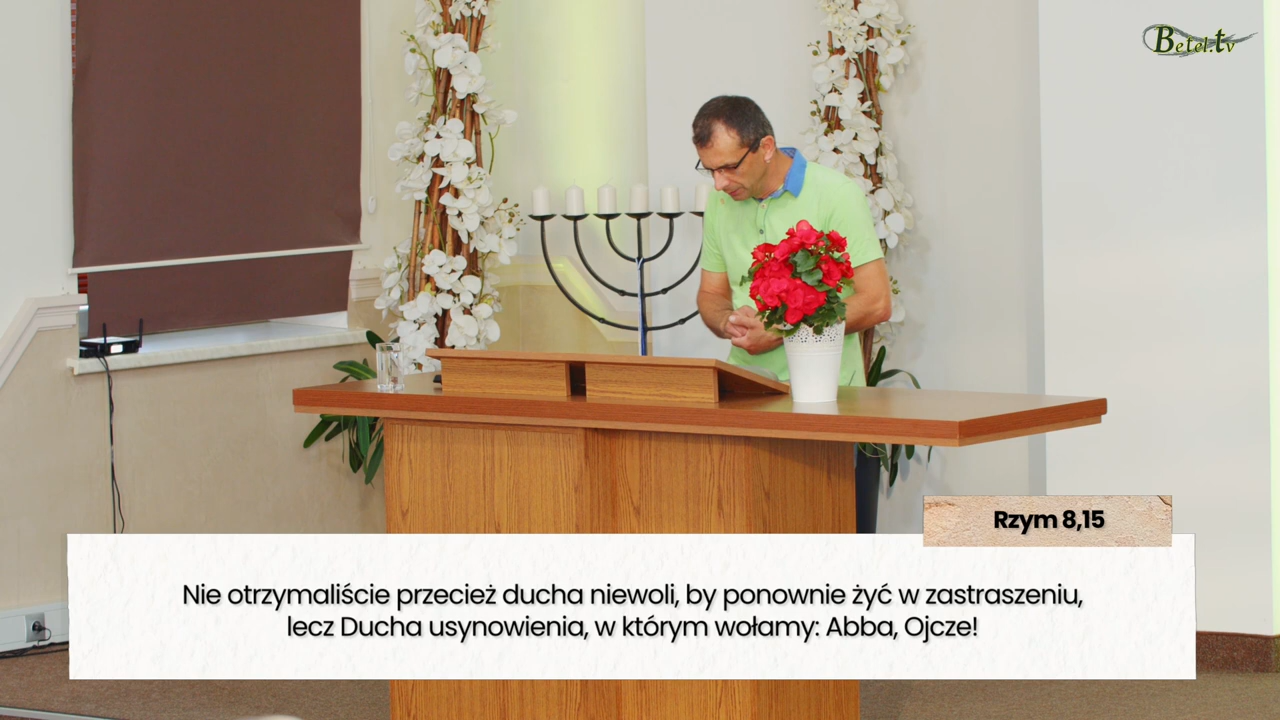 Betel.tv
Rzym 8,15
Nie otrzymaliście przecież ducha niewoli, by ponownie żyć w zastraszeniu,
lecz Ducha usynowienia, w którym wołamy: Abba, Ojcze!